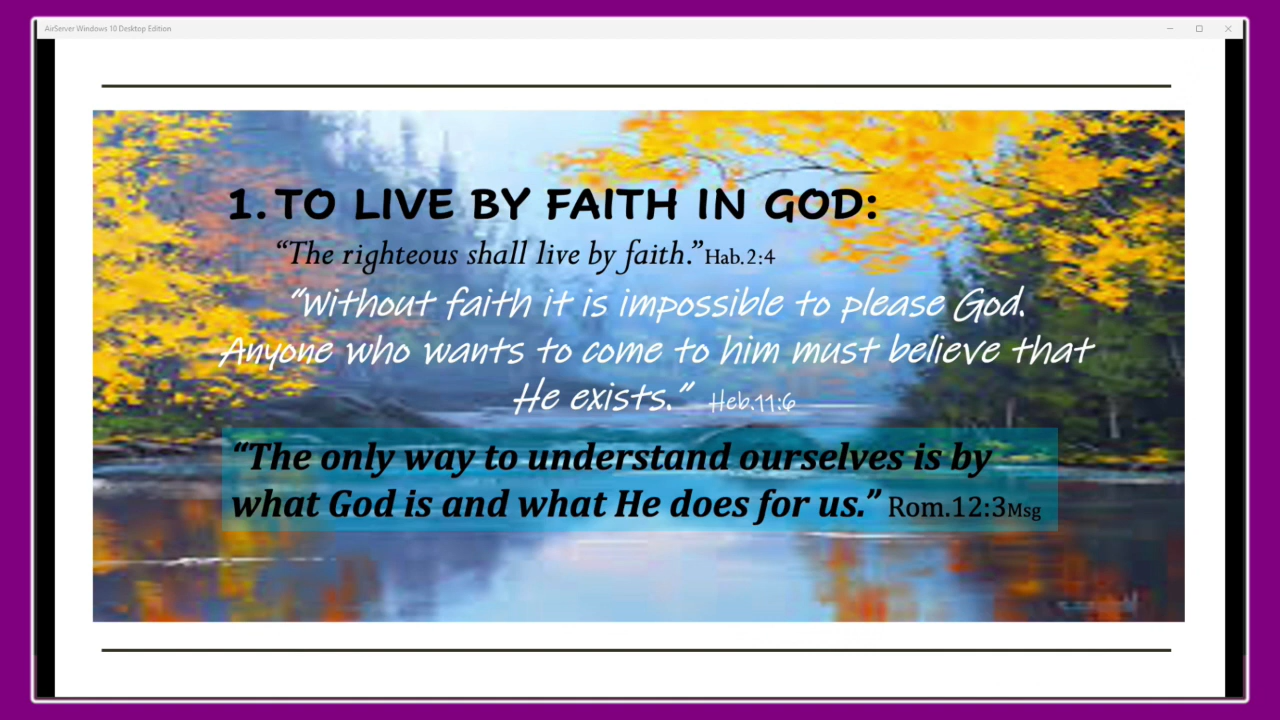 AirServer Windows 10 Desktop Edition
1. TO LIVE BY FAITH IN GOD:
“The righteous shall live by faith.” Hab.2:4
“Without faith it is impossible to please God.
Anyone who wants to come to him must believe that
He exists.” Heb.11:6
“The only way to understand ourselves is by
what God is and what He does for us.” Rom.12:3Msg